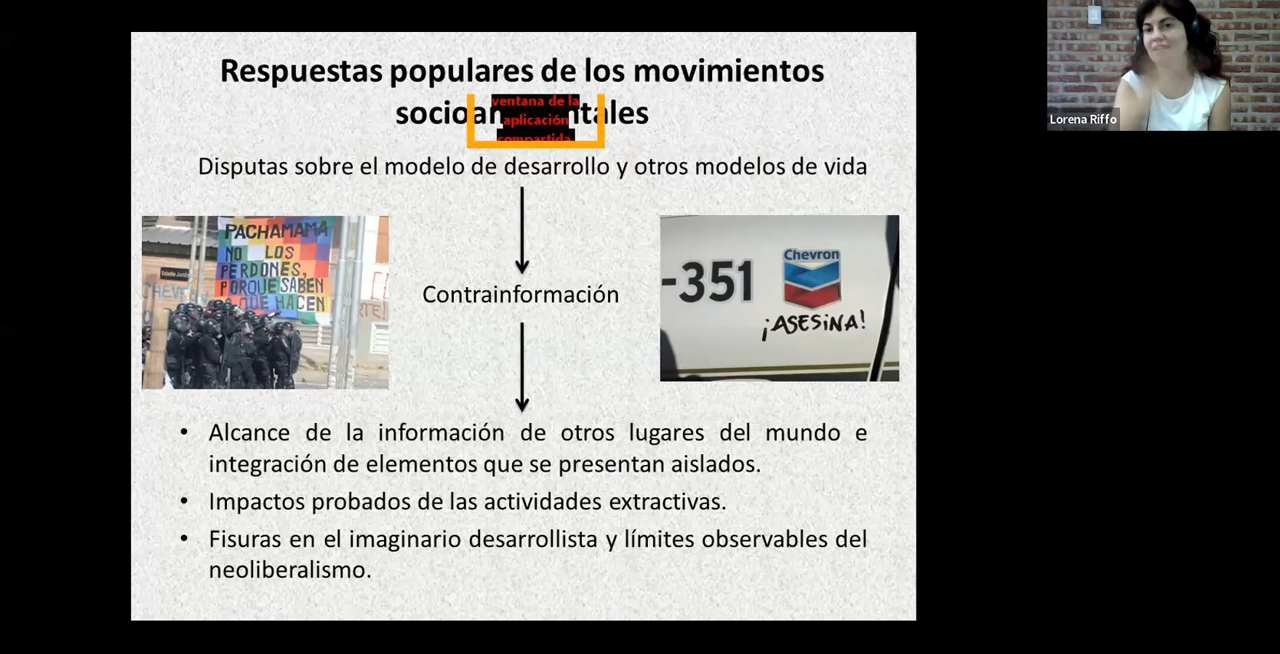 Respuestas populares de los movimientos
socioa ntales
ventana de la
aplicación
compartida
Disputas sobre el modelo de desarrollo y otros modelos de vida
PACHAMAMA
NO LOS
PERDONES,
PORQUE SABEN
LO QUE HACEN
-351
Chevron
¡ASESiNA!
Contrainformación
• Alcance de la información de otros lugares del mundo e
integración de elementos que se presentan aislados.
• Impactos probados de las actividades extractivas.
• Fisuras en el imaginario desarrollista y límites observables del
neoliberalismo.
Lorena Riffo